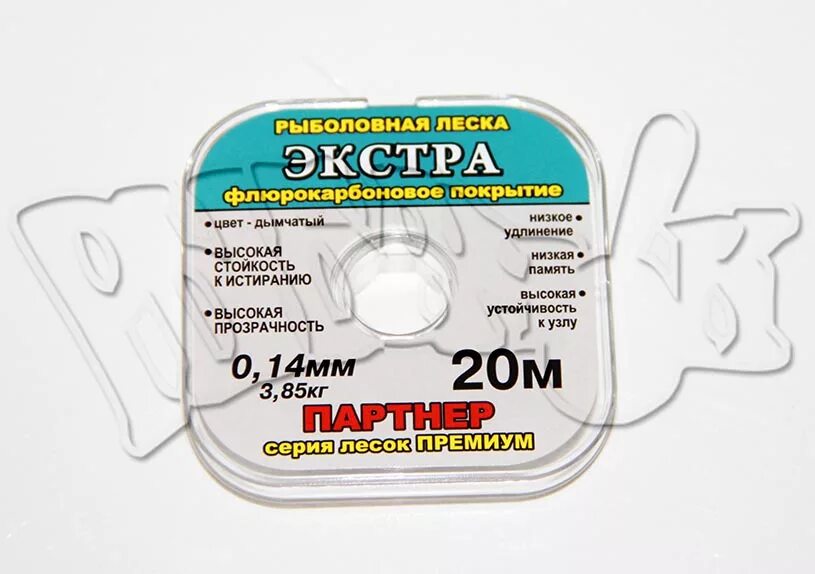 РЫБОЛОВНАЯ ЛЕСКА
ЭКСТРА
флюрокарбоновое покрытие
• цвет - дымчатый
• ВЫСОКАЯ
СТОЙКОСТЬ
К ИСТИРАНИЮ
• ВЫСОКАЯ
ПРОЗРАЧНОСТЬ
низкое •
удлинение
низкая •
память
высокая •
устойчивость
к узлу
0,14мм
3,85кг
20м
ПАРТНЕР
серия лесок ПРЕМИУМ